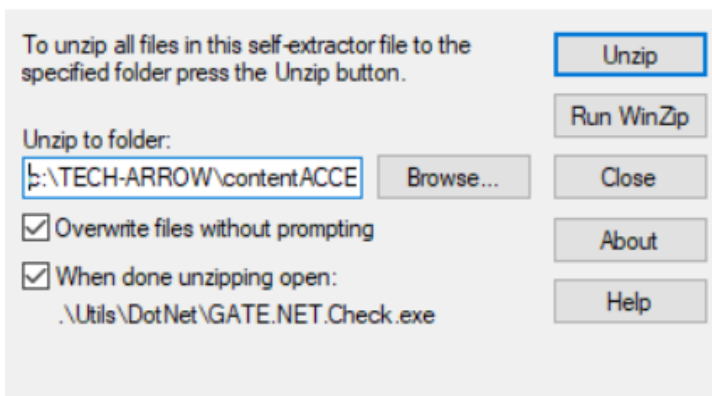 To unzip all files in this self-extractor file to the
specified folder press the Unzip button.
Unzip
Run WinZip
Unzip to folder:
c:\TECH-ARROW\contentACCE
Browse...
Close
Overwrite files without prompting
About
When done unzipping open:
.\Utils\DotNet\GATE.NET.Check.exe
Help